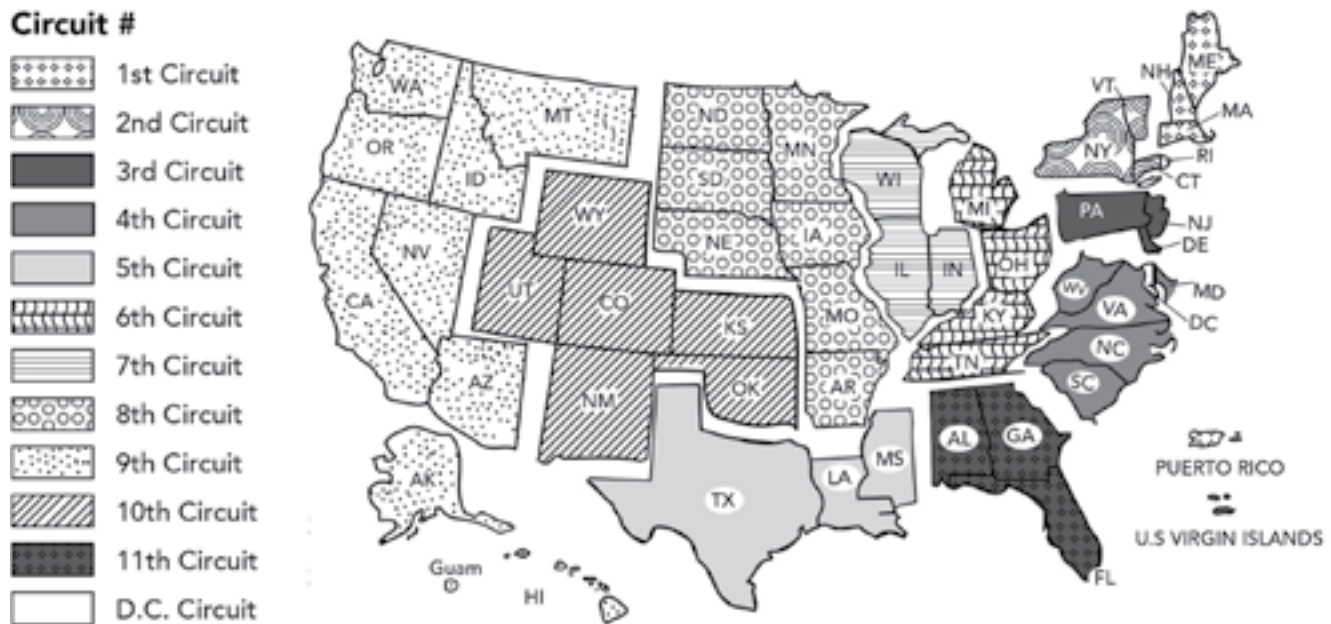 Circuit #
1st Circuit
2nd Circuit
3rd Circuit
4th Circuit
5th Circuit
6th Circuit
7th Circuit
8th Circuit
9th Circuit
10th Circuit
11th Circuit
D.C. Circuit
WA
MT
OR
ID
NV
CA
AZ
AK
Guam
HI
WY
UT
CO
KS
NM
OK
ND
MN
SD
NE
IA
MO
AR
WI
IL
IN
MI
OH
KY
TN
TX
LA
MS
AL
GA
FL
VT
NH
ME
MA
NY
RI
CT
PA
NJ
DE
WV
VA
MD
DC
NC
SC
PUERTO RICO
U.S VIRGIN ISLANDS